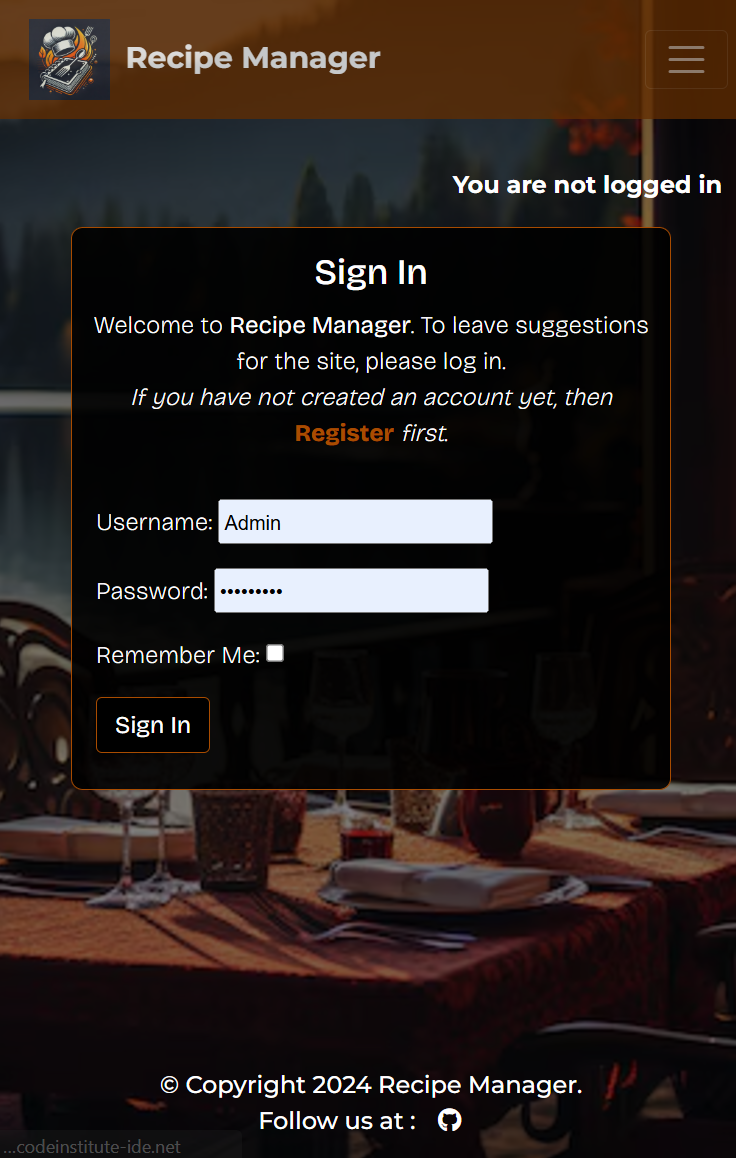 Recipe Manager
You are not logged in
Sign In
Welcome to Recipe Manager. To leave suggestions
for the site, please log in.
If you have not created an account yet, then
Register first.
Username: Admin
Password: •••••••••
Remember Me:
Sign In
© Copyright 2024 Recipe Manager.
Follow us at :
...codeinstitute-ide.net